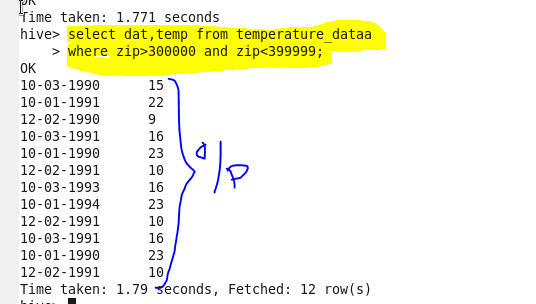 OK
Time taken: 1.771 seconds
hive> select dat,temp from temperature_dataa
    > where zip>300000 and zip<399999;
OK
10-03-1990      15
10-01-1991      22
12-02-1990      9
10-03-1991      16
10-01-1990      23
12-02-1991      10
10-03-1993      16
10-01-1994      23
12-02-1991      10
10-03-1991      16
10-01-1990      23
12-02-1991      10
o/p
Time taken: 1.79 seconds, Fetched: 12 row(s)
hive>